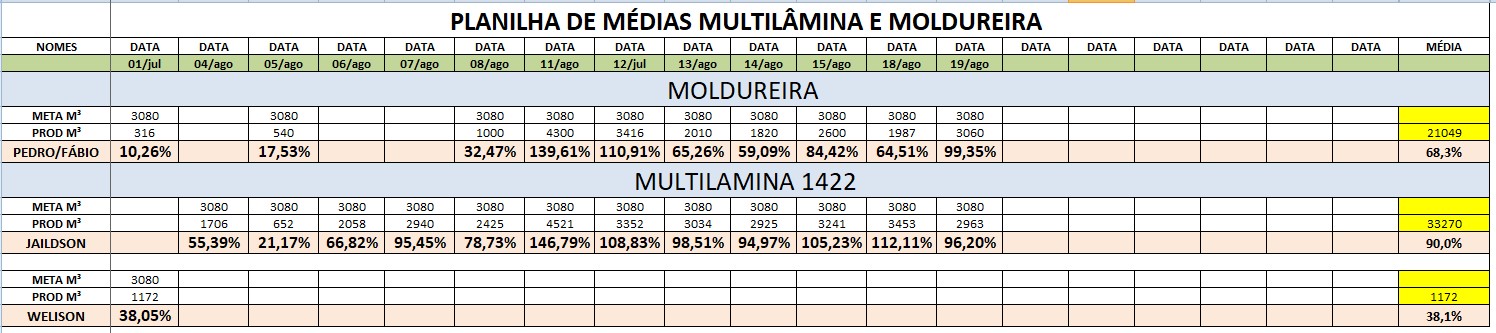 PLANILHA DE MÉDIAS MULTILÂMINA E MOLDUREIRA
NOMES DATA DATA DATA DATA DATA DATA DATA DATA DATA DATA DATA DATA DATA DATA DATA DATA DATA DATA DATA MÉDIA
01/jul 04/ago 05/ago 06/ago 07/ago 08/ago 11/ago 12/jul 13/ago 14/ago 15/ago 18/ago 19/ago
MOLDUREIRA
META M³ 3080 3080 3080 3080 3080 3080 3080 3080 3080 3080
PROD M³ 316 540 1000 4300 3416 2010 1820 2600 1987 3060 21049
PEDRO/FÁBIO 10,26% 17,53% 32,47% 139,61% 110,91% 65,26% 59,09% 84,42% 64,51% 99,35% 68,3%
MULTILAMINA 1422
META M³ 3080 3080 3080 3080 3080 3080 3080 3080 3080 3080 3080 3080
PROD M³ 1706 652 2058 2940 2425 4521 3352 3034 2925 3241 3453 2963 33270
JAILDSON 55,39% 21,17% 66,82% 95,45% 78,73% 146,79% 108,83% 98,51% 94,97% 105,23% 112,11% 96,20% 90,0%
META M³ 3080
PROD M³ 1172 1172
WELISON 38,05% 38,1%